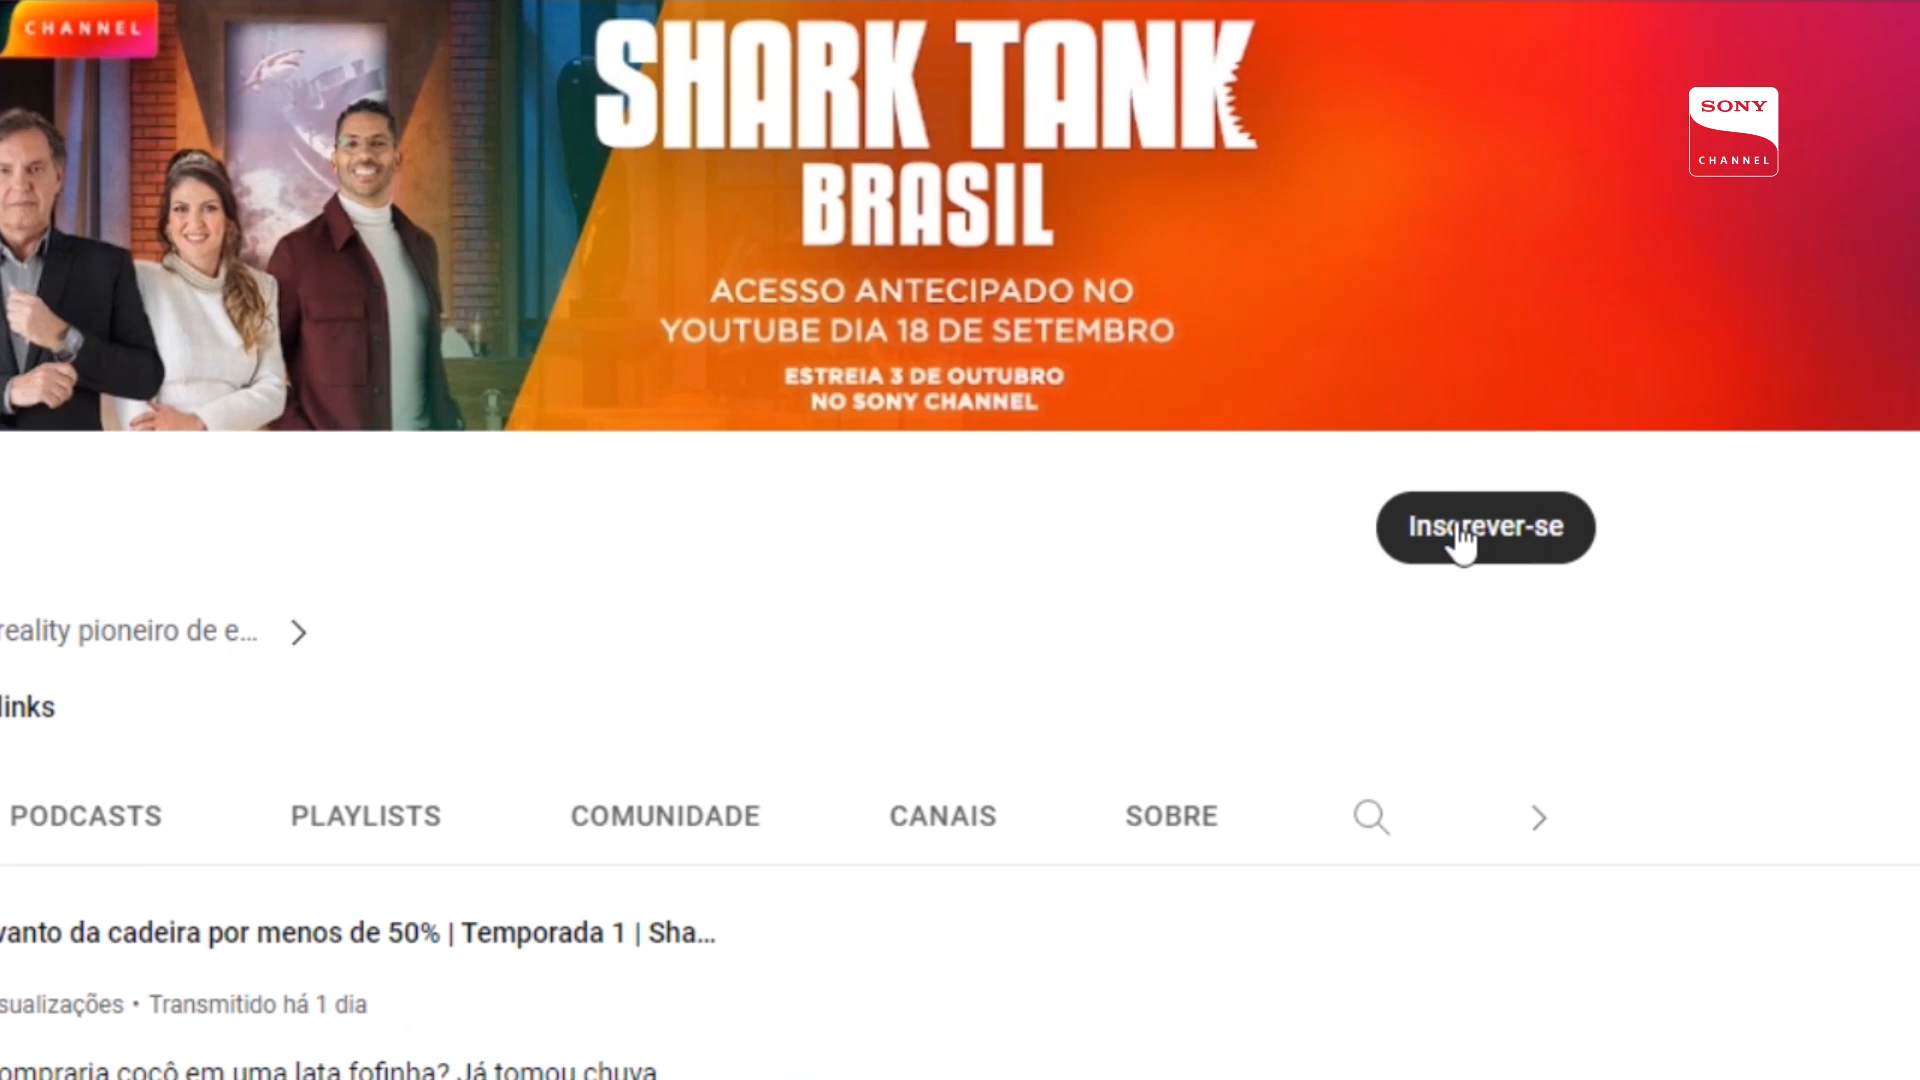 CHANNEL
SHARK TANK
BRASIL
ACESSO ANTECIPADO NO
YOUTUBE DIA 18 DE SETEMBRO
ESTREIA 3 DE OUTUBRO
NO SONY CHANNEL
SONY
CHANNEL
Inscrever-se
reality pioneiro de e...
links
PODCASTS PLAYLISTS COMUNIDADE CANAIS SOBRE
vanto da cadeira por menos de 50% | Temporada 1 | Sha...
sualizações • Transmitido há 1 dia
ompraria cocô em uma lata fofinha? Já tomou chuva